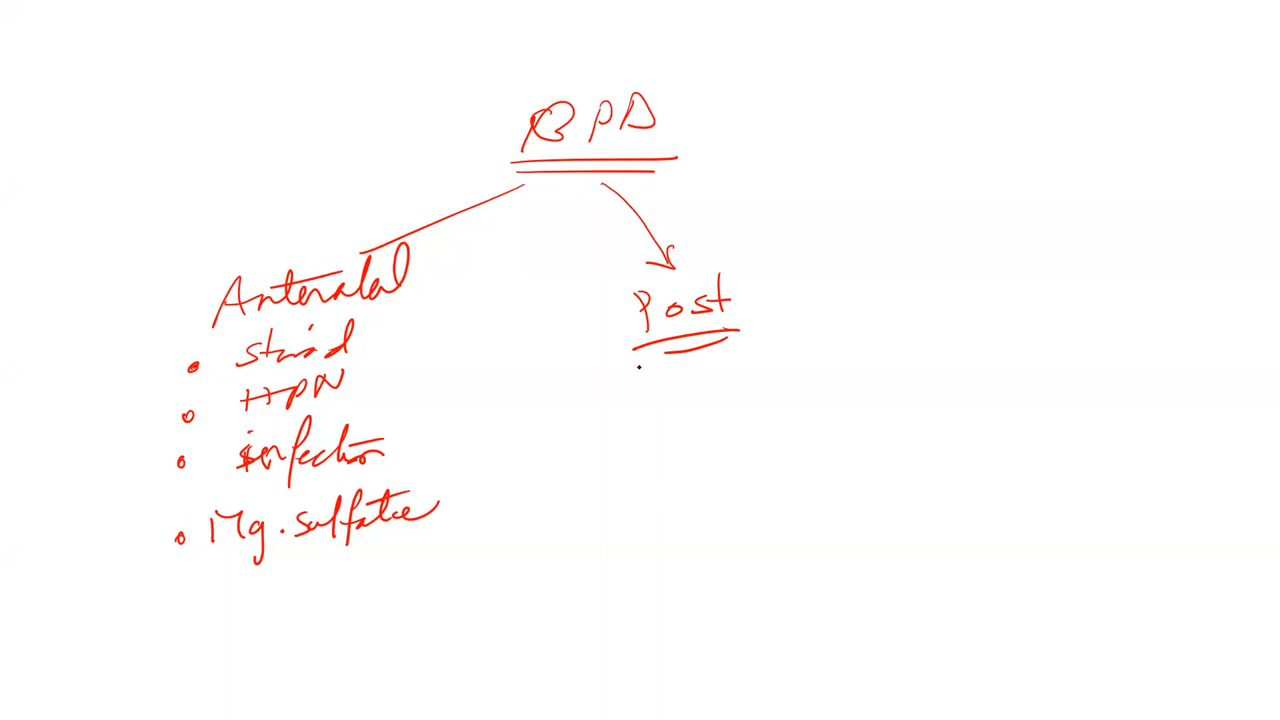 BPD
Antenatal
Post
steroid
HPN
infection
Mg. sulfate